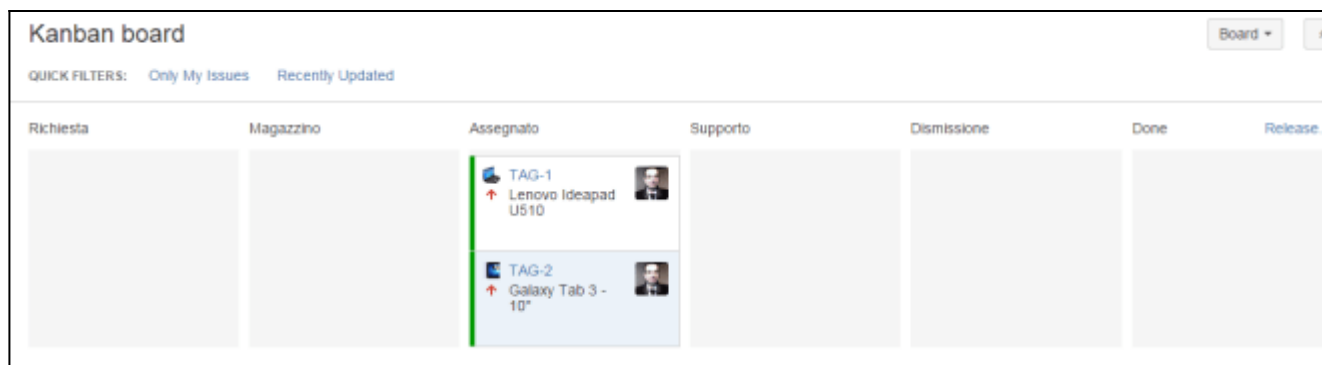 Kanban board
Board
QUICK FILTERS: Only My Issues Recently Updated
Richiesta Magazzino Assegnato Supporto Dismissione Done Release.
TAG-1
Lenovo Ideapad
U510
TAG-2
Galaxy Tab 3 -
10"